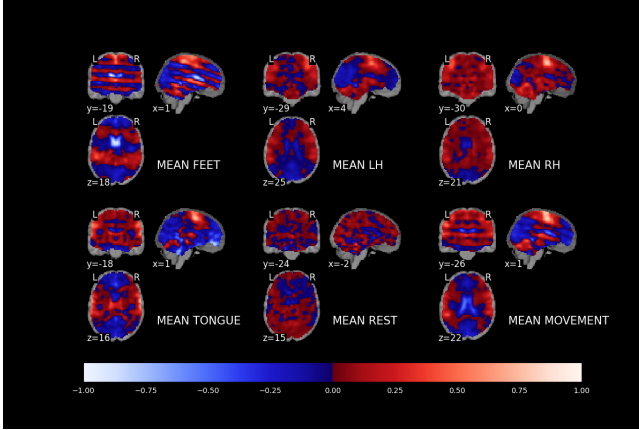 L R L R L R
y=-19 x=1 y=-29 x=4 y=-30 x=0
L R L R L R
z=18 MEAN FEET z=25 MEAN LH z=21 MEAN RH
L R L R L R
y=-18 x=1 y=-24 x=-2 y=-26 x=1
L R L R L R
z=16 MEAN TONGUE z=15 MEAN REST z=22 MEAN MOVEMENT
−1.00 −0.75 −0.50 −0.25 0.00 0.25 0.50 0.75 1.00